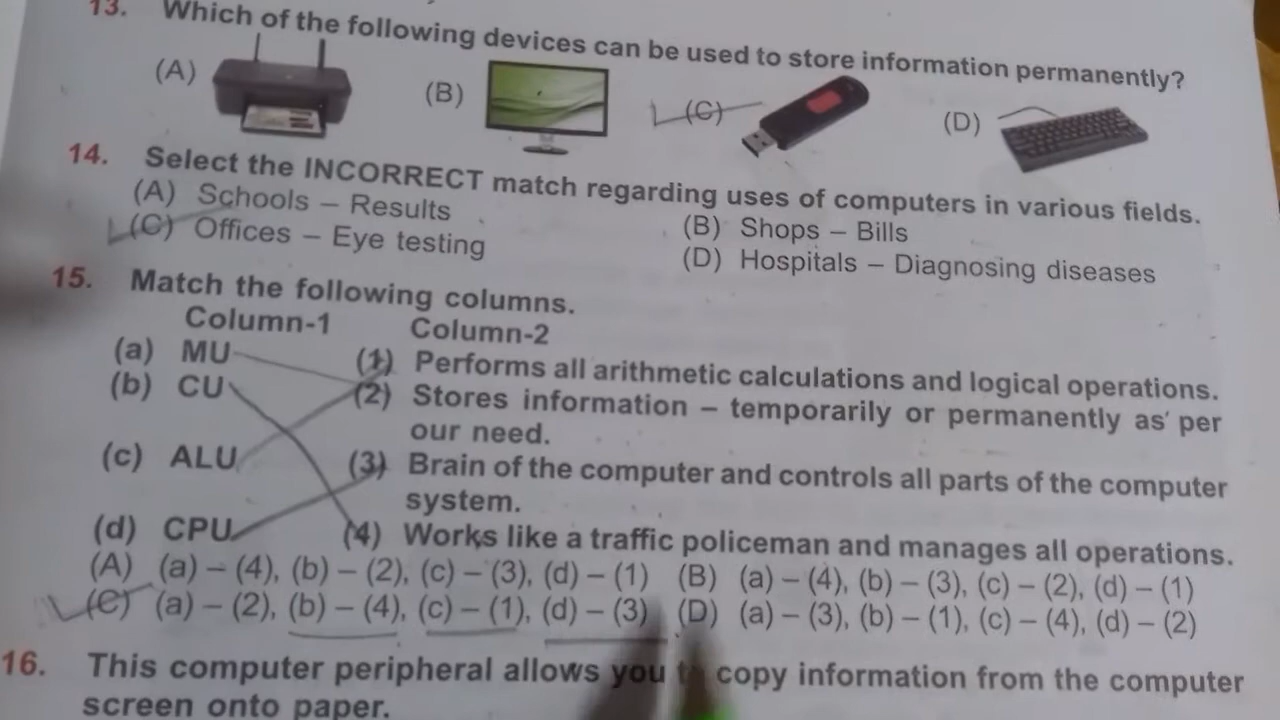 13. Which of the following devices can be used to store information permanently?
(A) (B) (C) (D)
14. Select the INCORRECT match regarding uses of computers in various fields.
(A) Schools – Results (B) Shops – Bills
(C) Offices – Eye testing (D) Hospitals – Diagnosing diseases
15. Match the following columns.
Column-1 Column-2
(a) MU (1) Performs all arithmetic calculations and logical operations.
(b) CU (2) Stores information – temporarily or permanently as per
our need.
(c) ALU (3) Brain of the computer and controls all parts of the computer
system.
(d) CPU (4) Works like a traffic policeman and manages all operations.
(A) (a) – (4), (b) – (2), (c) – (3), (d) – (1) (B) (a) – (4), (b) – (3), (c) – (2), (d) – (1)
(C) (a) – (2), (b) – (4), (c) – (1), (d) – (3) (D) (a) – (3), (b) – (1), (c) – (4), (d) – (2)
16. This computer peripheral allows you copy information from the computer
screen onto paper.